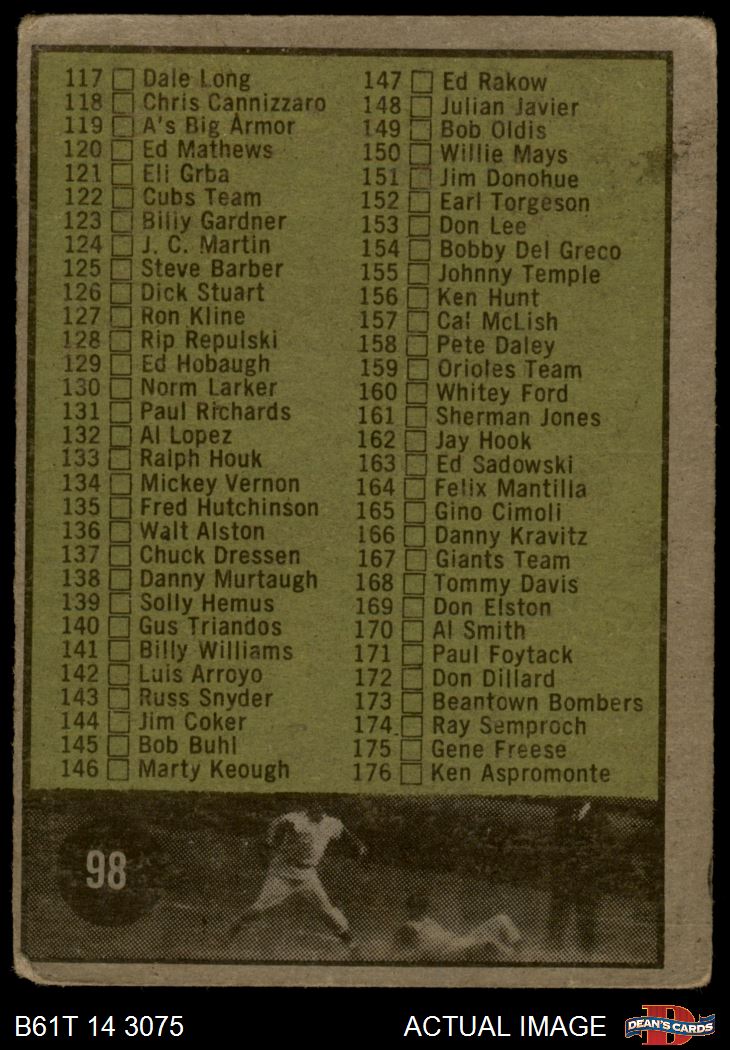 117 Dale Long
118 Chris Cannizzaro
119 A's Big Armor
120 Ed Mathews
121 Eli Grba
122 Cubs Team
123 Billy Gardner
124 J. C. Martin
125 Steve Barber
126 Dick Stuart
127 Ron Kline
128 Rip Repulski
129 Ed Hobaugh
130 Norm Larker
131 Paul Richards
132 Al Lopez
133 Ralph Houk
134 Mickey Vernon
135 Fred Hutchinson
136 Walt Alston
137 Chuck Dressen
138 Danny Murtaugh
139 Solly Hemus
140 Gus Triandos
141 Billy Williams
142 Luis Arroyo
143 Russ Snyder
144 Jim Coker
145 Bob Buhl
146 Marty Keough
147 Ed Rakow
148 Julian Javier
149 Bob Oldis
150 Willie Mays
151 Jim Donohue
152 Earl Torgeson
153 Don Lee
154 Bobby Del Greco
155 Johnny Temple
156 Ken Hunt
157 Cal McLish
158 Pete Daley
159 Orioles Team
160 Whitey Ford
161 Sherman Jones
162 Jay Hook
163 Ed Sadowski
164 Felix Mantilla
165 Gino Cimoli
166 Danny Kravitz
167 Giants Team
168 Tommy Davis
169 Don Elston
170 Al Smith
171 Paul Foytack
172 Don Dillard
173 Beantown Bombers
174 Ray Semproch
175 Gene Freese
176 Ken Aspromonte
98
B61T 14 3075
ACTUAL IMAGE
D
DEAN'S CARDS